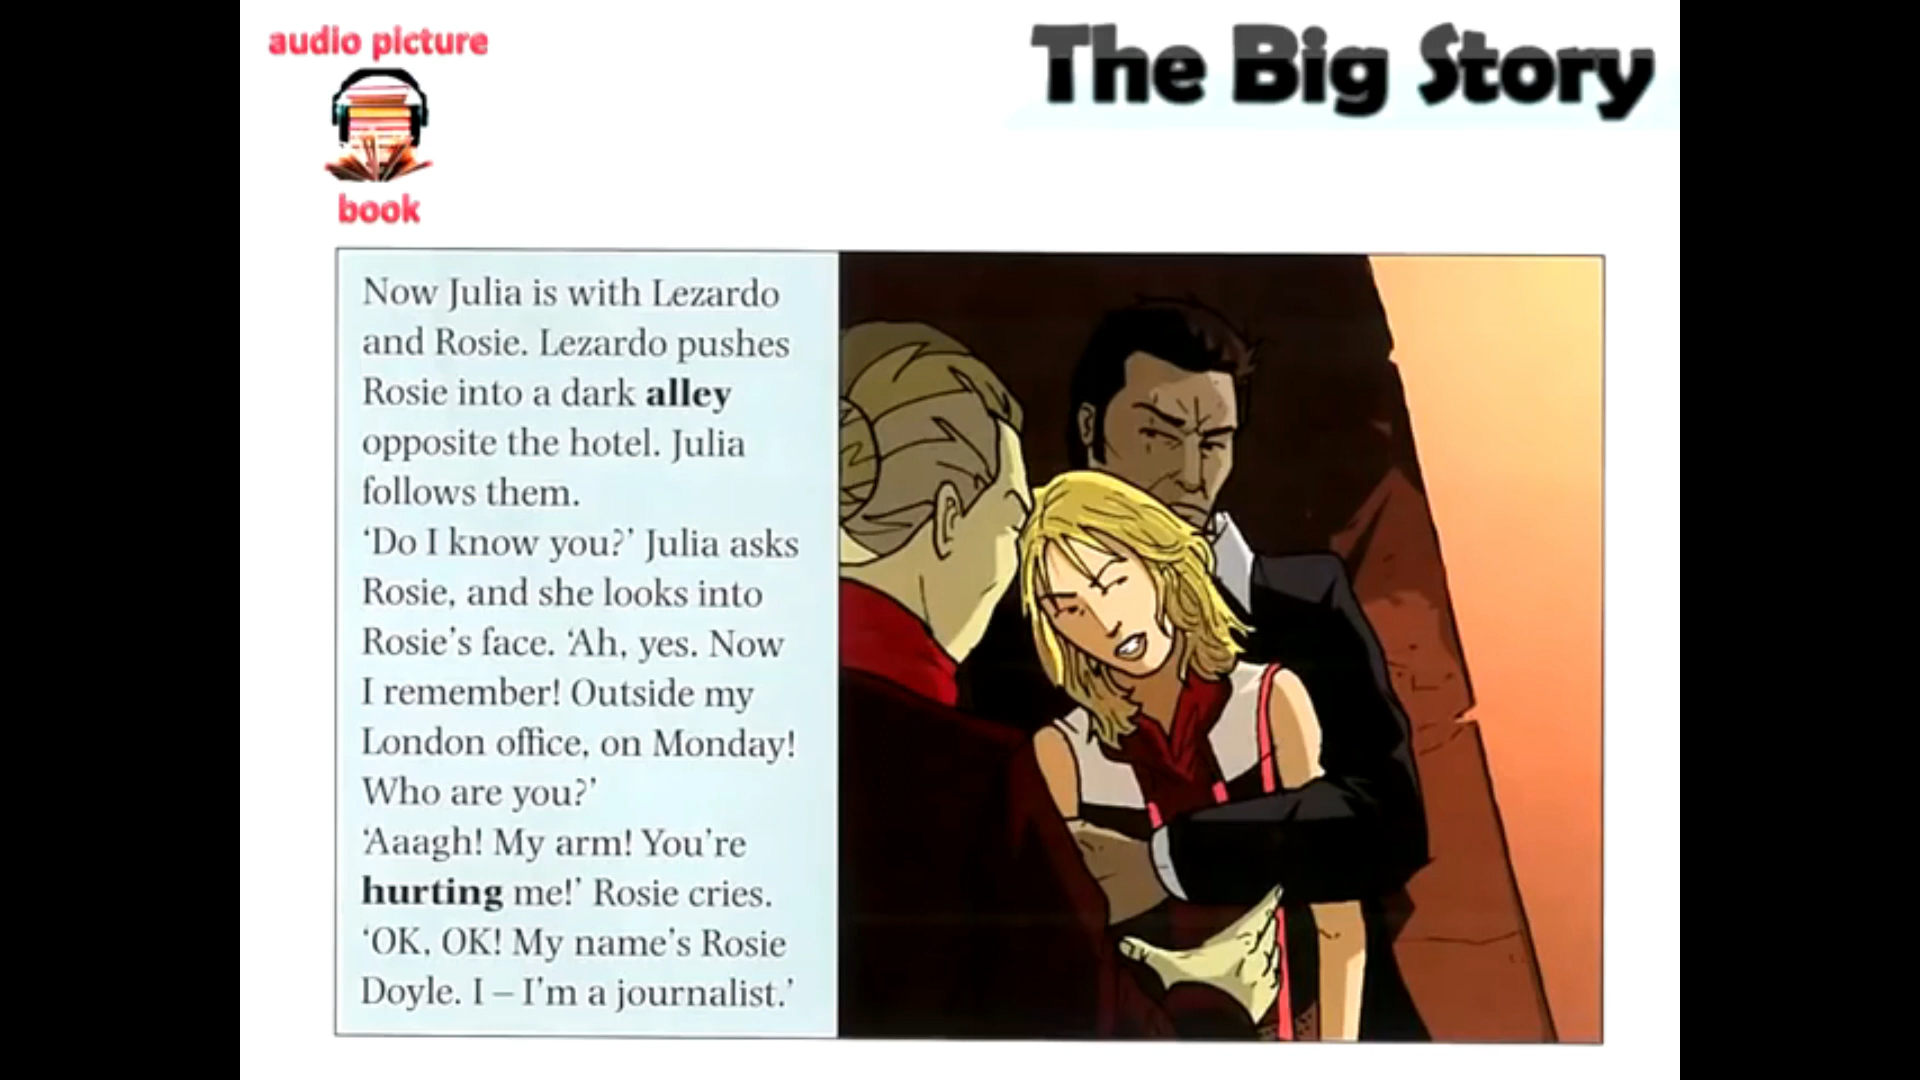 audio picture
book
The Big Story
Now Julia is with Lezardo
and Rosie. Lezardo pushes
Rosie into a dark alley
opposite the hotel. Julia
follows them.
‘Do I know you?’ Julia asks
Rosie, and she looks into
Rosie’s face. ‘Ah, yes. Now
I remember! Outside my
London office, on Monday!
Who are you?’
‘Aaagh! My arm! You’re
hurting me!’ Rosie cries.
‘OK, OK! My name’s Rosie
Doyle. I – I’m a journalist.’